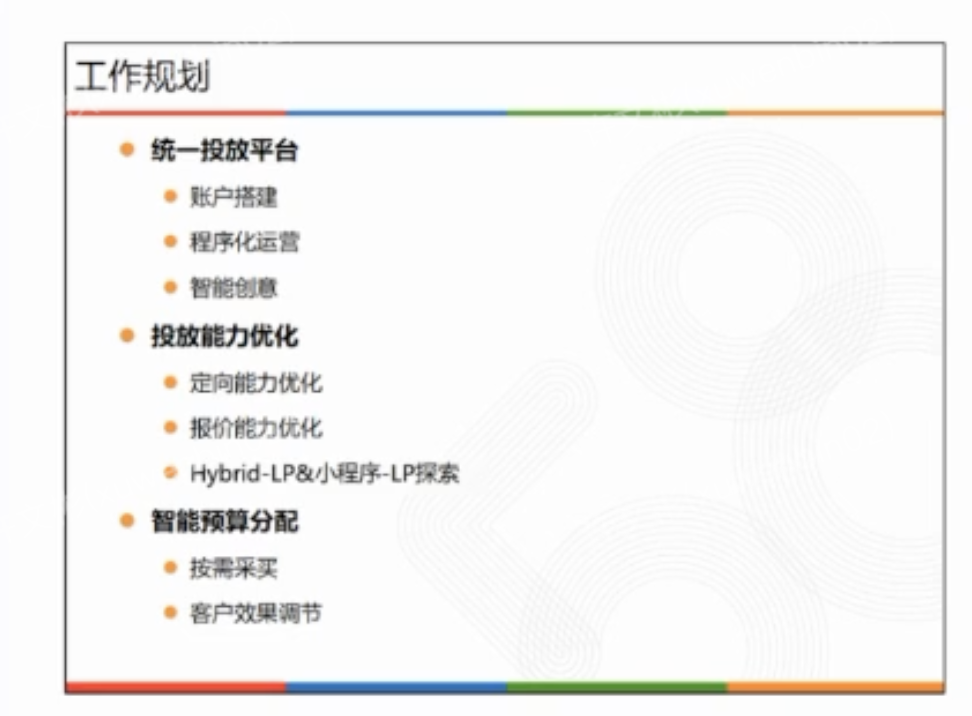 工作规划
统一投放平台
账户搭建
程序化运营
智能创意
投放能力优化
定向能力优化
报价能力优化
Hybrid-LP&小程序-LP探索
智能预算分配
按需采买
客户效果调节